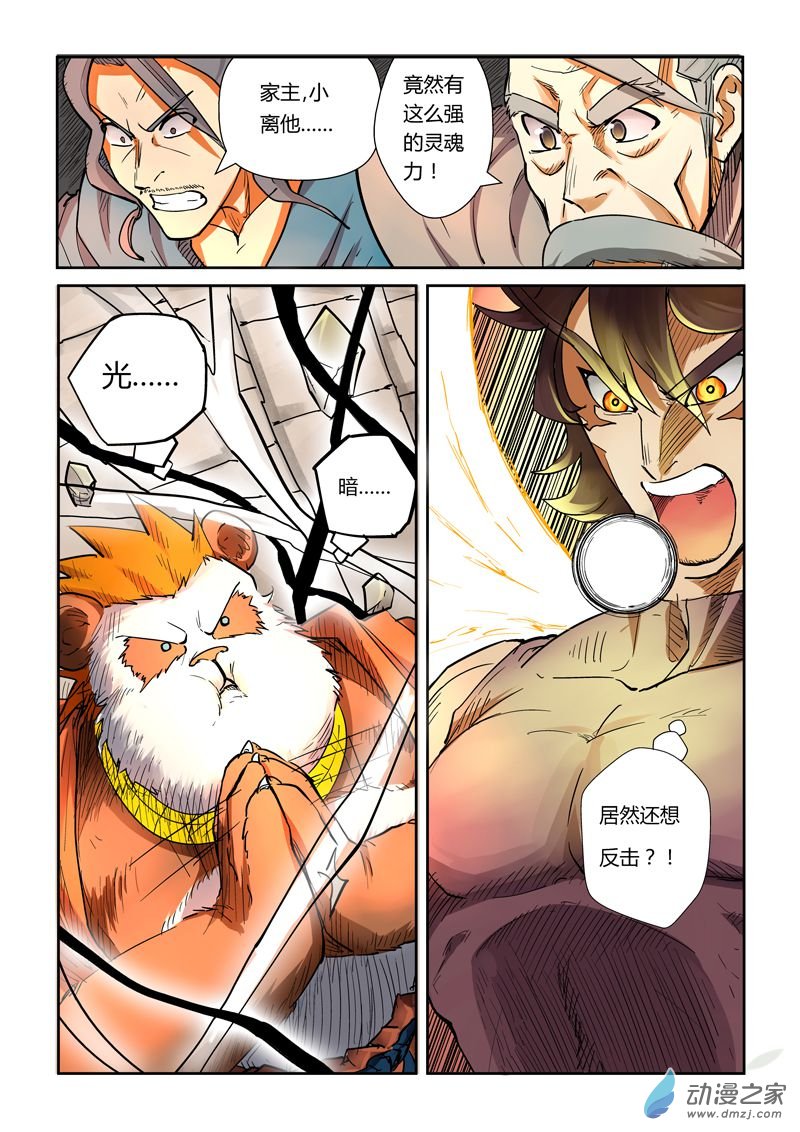 家主,小
离他……
竟然有
这么强
的灵魂
力！
光……
暗……
居然还想
反击？！
动漫之家
www.dmzj.com